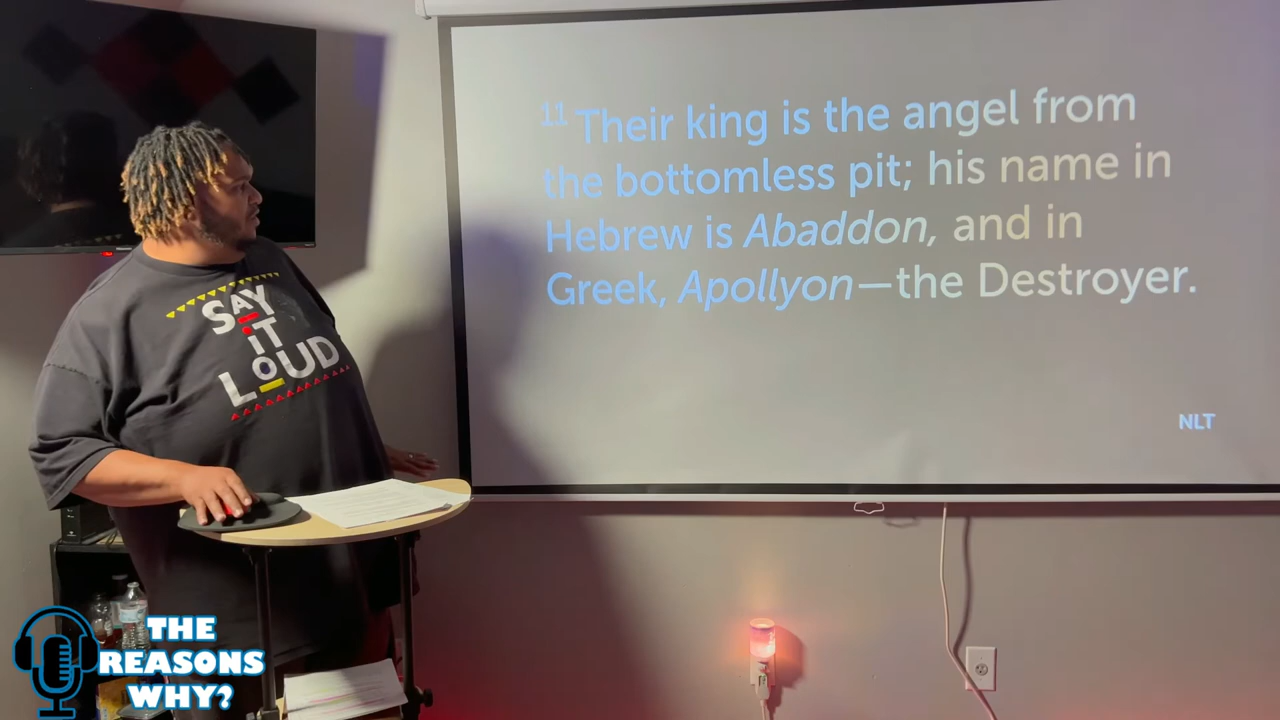 SAY
iT
LOUD
11 Their king is the angel from
the bottomless pit; his name in
Hebrew is Abaddon, and in
Greek, Apollyon—the Destroyer.
NLT
THE
REASONS
WHY?